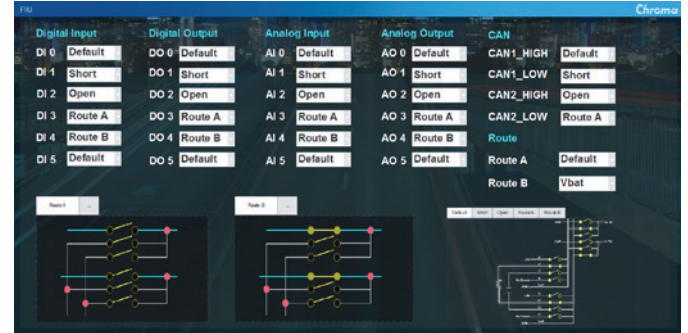 FIU
Chroma
Digital Input
Digital Output
Analog Input
Analog Output
CAN
DI 0 Default
DO 0 Default
AI 0 Default
AO 0 Default
CAN1_HIGH Default
DI 1 Short
DO 1 Short
AI 1 Short
AO 1 Short
CAN1_LOW Short
DI 2 Open
DO 2 Open
AI 2 Open
AO 2 Open
CAN2_HIGH Open
DI 3 Route A
DO 3 Route A
AI 3 Route A
AO 3 Route A
CAN2_LOW Route A
DI 4 Route B
DO 4 Route B
AI 4 Route B
AO 4 Route B
Route
DI 5 Default
DO 5 Default
AI 5 Default
AO 5 Default
Route A Default
Route B Vbat
Default Short Open Route A Route B